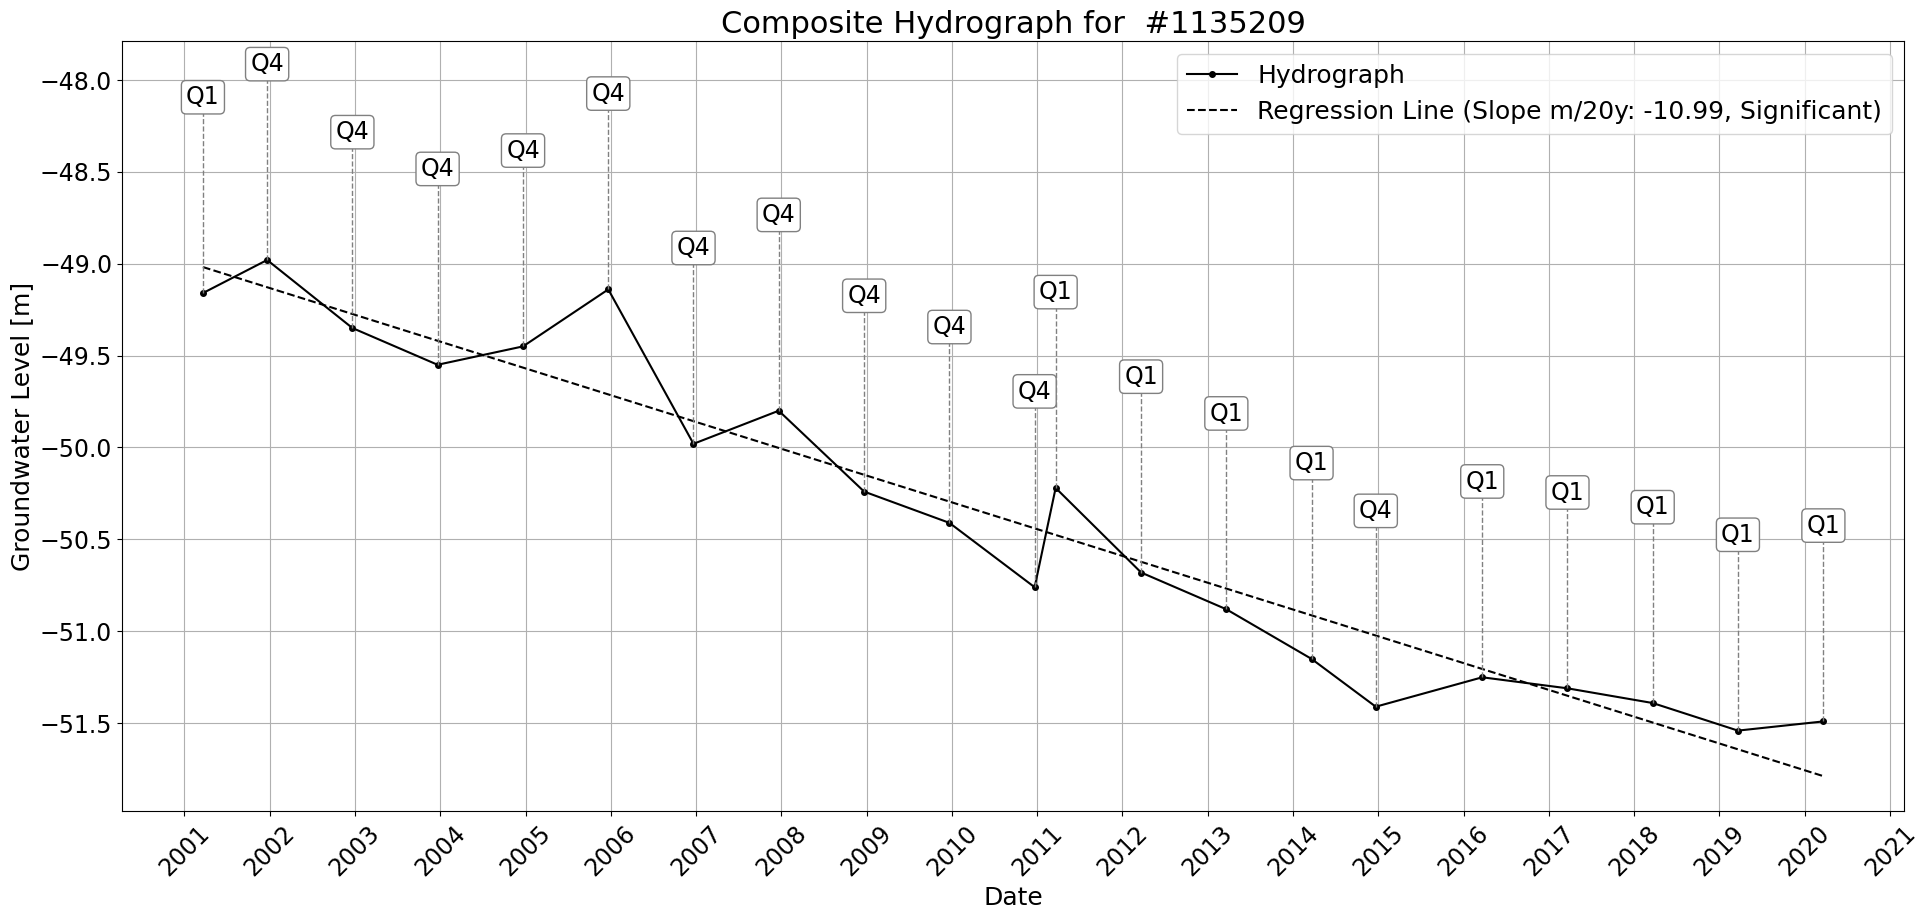 Composite Hydrograph for  #1135209
Hydrograph
Regression Line (Slope m/20y: -10.99, Significant)
Groundwater Level [m]
−48.0
−48.5
−49.0
−49.5
−50.0
−50.5
−51.0
−51.5
Q1
Q4
Q4
Q4
Q4
Q4
Q4
Q4
Q4
Q4
Q4
Q1
Q1
Q1
Q1
Q4
Q1
Q1
Q1
Q1
Q1
2001
2002
2003
2004
2005
2006
2007
2008
2009
2010
2011
2012
2013
2014
2015
2016
2017
2018
2019
2020
2021
Date